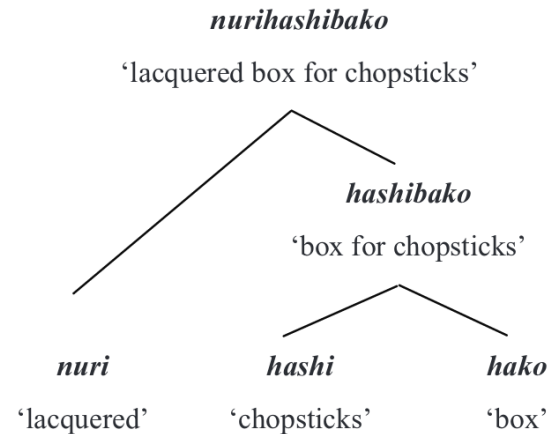 nurihashibako
‘lacquered box for chopsticks’
hashibako
‘box for chopsticks’
nuri hashi hako
‘lacquered’ ‘chopsticks’ ‘box’